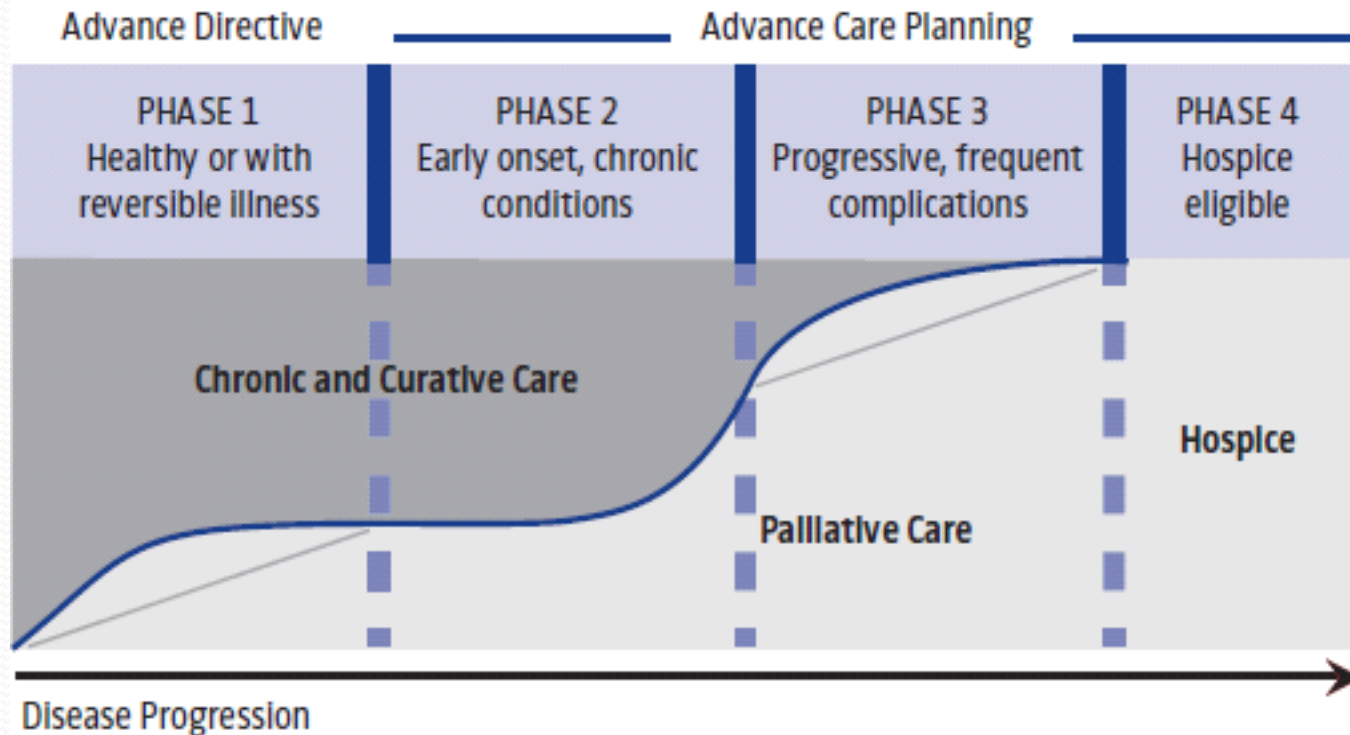 Advance Directive
Advance Care Planning
PHASE 1
Healthy or with
reversible illness
PHASE 2
Early onset, chronic
conditions
PHASE 3
Progressive, frequent
complications
PHASE 4
Hospice
eligible
Chronic and Curative Care
Hospice
Palliative Care
Disease Progression